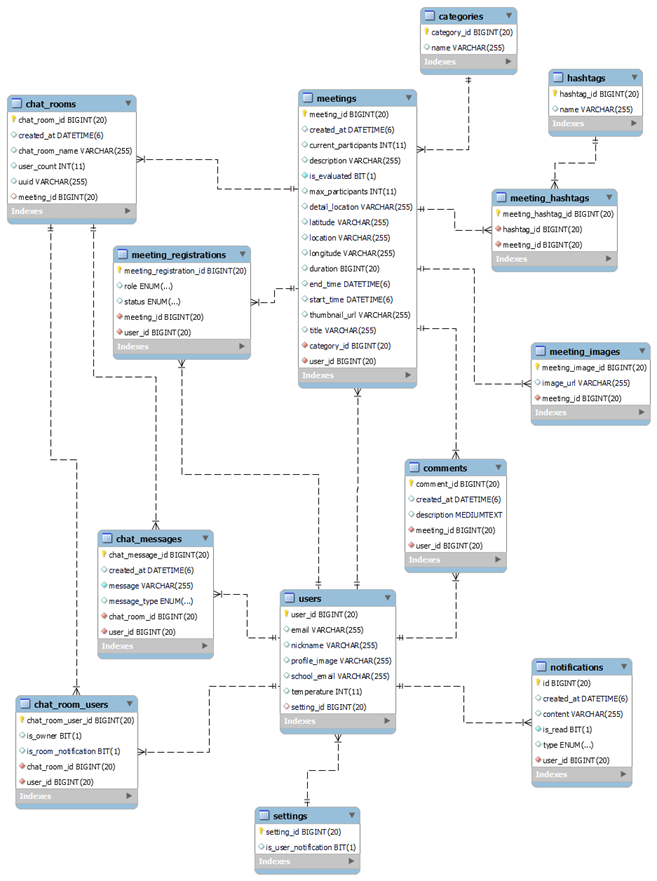 categories
category_id BIGINT(20)
name VARCHAR(255)
Indexes
hashtags
hashtag_id BIGINT(20)
name VARCHAR(255)
Indexes
chat_rooms
chat_room_id BIGINT(20)
created_at DATETIME(6)
chat_room_name VARCHAR(255)
user_count INT(11)
uuid VARCHAR(255)
meeting_id BIGINT(20)
Indexes
meetings
meeting_id BIGINT(20)
created_at DATETIME(6)
current_participants INT(11)
description VARCHAR(255)
is_evaluated BIT(1)
max_participants INT(11)
detail_location VARCHAR(255)
latitude VARCHAR(255)
location VARCHAR(255)
longitude VARCHAR(255)
duration BIGINT(20)
end_time DATETIME(6)
start_time DATETIME(6)
thumbnail_url VARCHAR(255)
title VARCHAR(255)
category_id BIGINT(20)
user_id BIGINT(20)
Indexes
meeting_hashtags
meeting_hashtag_id BIGINT(20)
hashtag_id BIGINT(20)
meeting_id BIGINT(20)
Indexes
meeting_registrations
meeting_registration_id BIGINT(20)
role ENUM(...)
status ENUM(...)
meeting_id BIGINT(20)
user_id BIGINT(20)
Indexes
meeting_images
meeting_image_id BIGINT(20)
image_url VARCHAR(255)
meeting_id BIGINT(20)
Indexes
comments
comment_id BIGINT(20)
created_at DATETIME(6)
description MEDIUMTEXT
meeting_id BIGINT(20)
user_id BIGINT(20)
Indexes
chat_messages
chat_message_id BIGINT(20)
created_at DATETIME(6)
message VARCHAR(255)
message_type ENUM(...)
chat_room_id BIGINT(20)
user_id BIGINT(20)
Indexes
users
user_id BIGINT(20)
email VARCHAR(255)
nickname VARCHAR(255)
profile_image VARCHAR(255)
school_email VARCHAR(255)
temperature INT(11)
setting_id BIGINT(20)
Indexes
notifications
id BIGINT(20)
created_at DATETIME(6)
content VARCHAR(255)
is_read BIT(1)
type ENUM(...)
user_id BIGINT(20)
Indexes
chat_room_users
chat_room_user_id BIGINT(20)
is_owner BIT(1)
is_room_notification BIT(1)
chat_room_id BIGINT(20)
user_id BIGINT(20)
Indexes
settings
setting_id BIGINT(20)
is_user_notification BIT(1)
Indexes